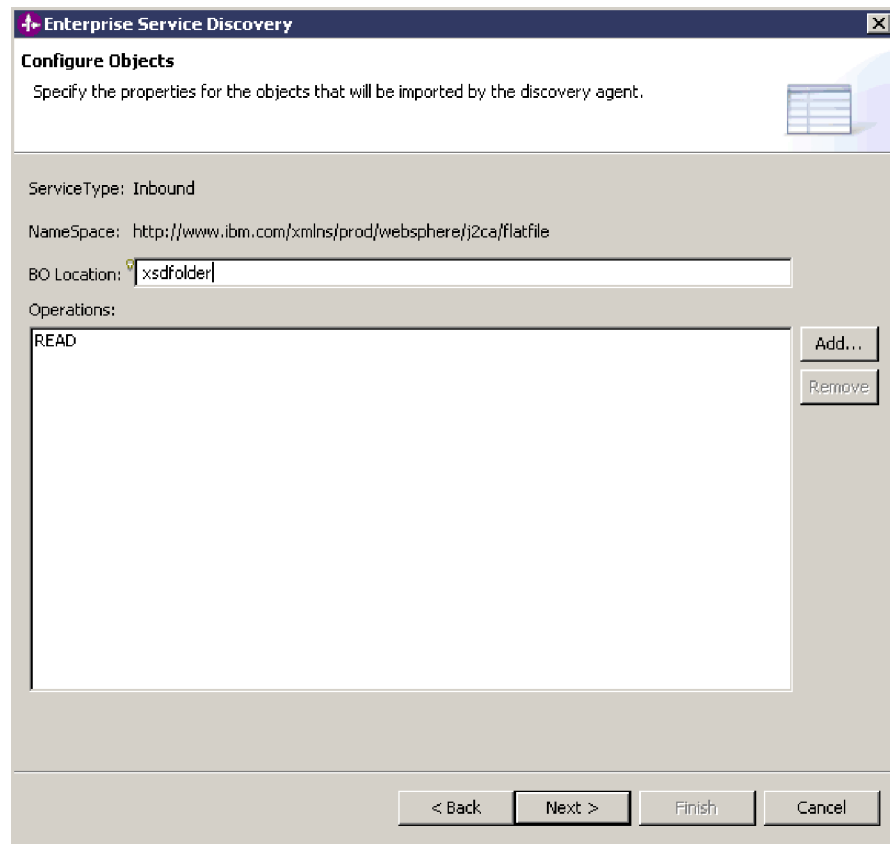 Enterprise Service Discovery
Configure Objects
Specify the properties for the objects that will be imported by the discovery agent.
ServiceType: Inbound
NameSpace: http://www.ibm.com/xmlns/prod/websphere/j2ca/flatfile
BO Location: xsdfolder
Operations:
READ
Add...
Remove
< Back Next > Finish Cancel